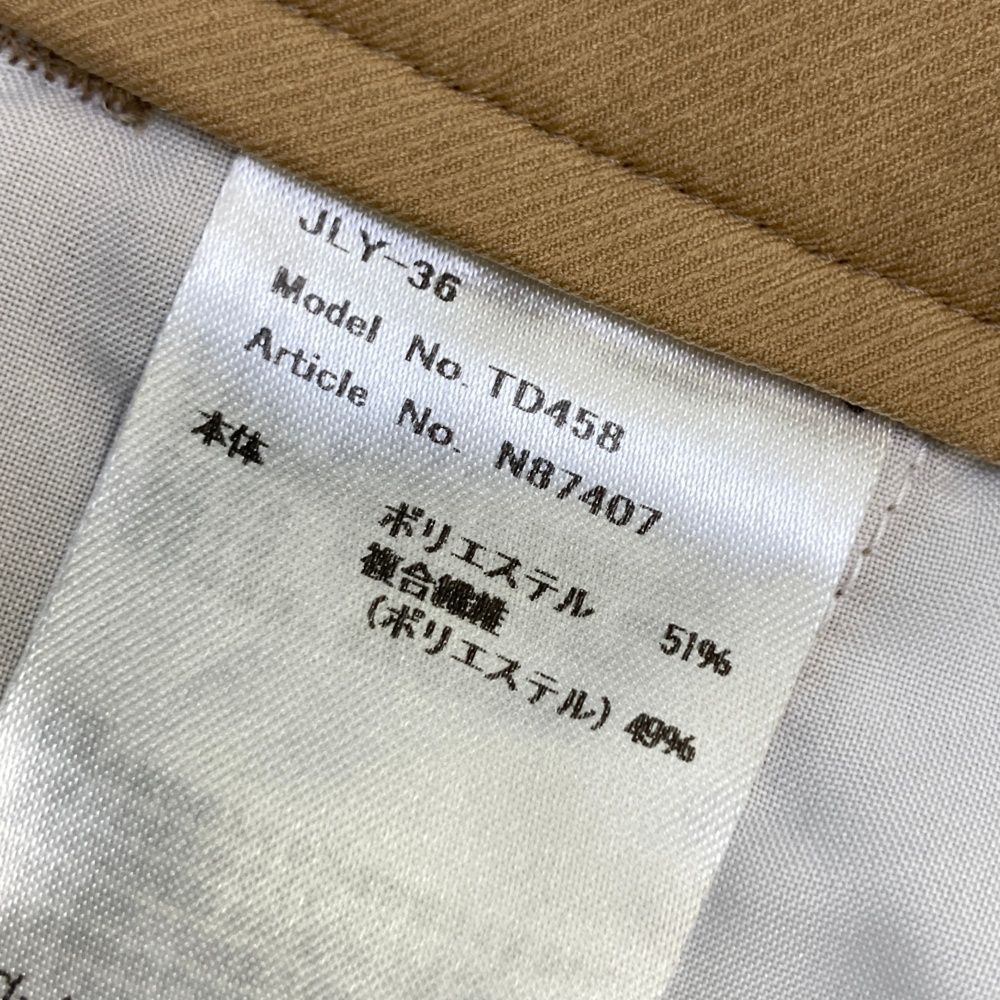 JLY-36
Model No. TD458
Article No. N87407
本体
ポリエステル 51%
複合繊維
(ポリエステル) 49%